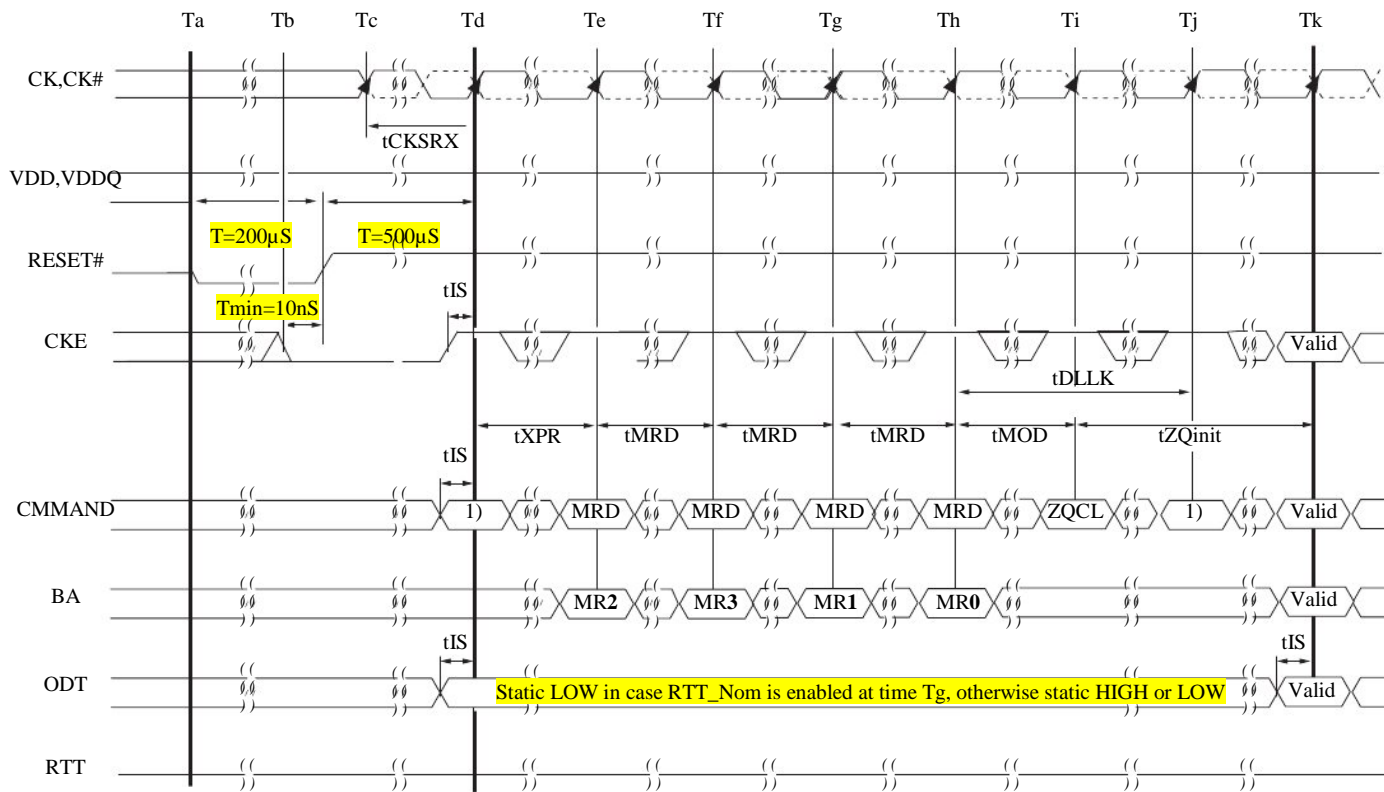 Ta Tb Tc Td Te Tf Tg Th Ti Tj Tk
CK,CK#
tCKSRX
VDD,VDDQ
T=200µS T=500µS
RESET#
Tmin=10nS tIS
CKE Valid
tDLLK
tXPR tMRD tMRD tMRD tMOD tZQinit
tIS
CMMAND 1) MRD MRD MRD MRD ZQCL 1) Valid
BA MR2 MR3 MR1 MR0 Valid
tIS tIS
ODT Static LOW in case RTT_Nom is enabled at time Tg, otherwise static HIGH or LOW Valid
RTT